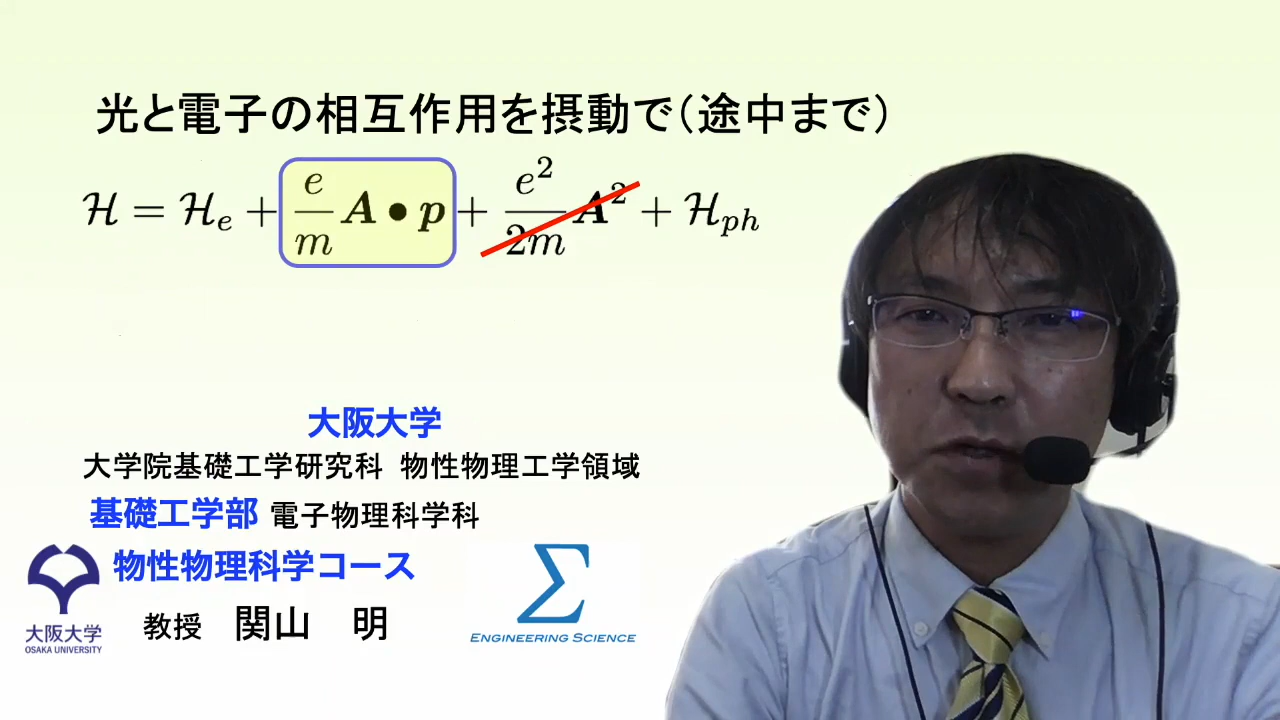 光と電子の相互作用を摂動で（途中まで）
ℋ = ℋₑ + e/m A • p + e²/2m A² + ℋₚₕ
大阪大学
大学院基礎工学研究科 物性物理工学領域
基礎工学部 電子物理科学科
物性物理科学コース
教授 関山 明
大阪大学
OSAKA UNIVERSITY
Σ
ENGINEERING SCIENCE